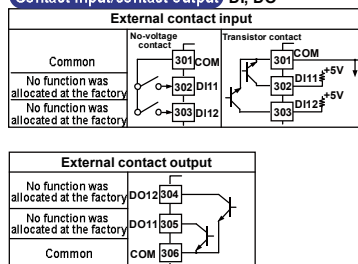 Contact input/contact output DI, DO
External contact input
No-voltage
contact
Transistor contact
Common
301 COM
301 COM
No function was
allocated at the factory
302 DI11
302 DI11 +5V
No function was
allocated at the factory
303 DI12
303 DI12 +5V
External contact output
No function was
allocated at the factory
DO12 304
No function was
allocated at the factory
DO11 305
Common
COM 306